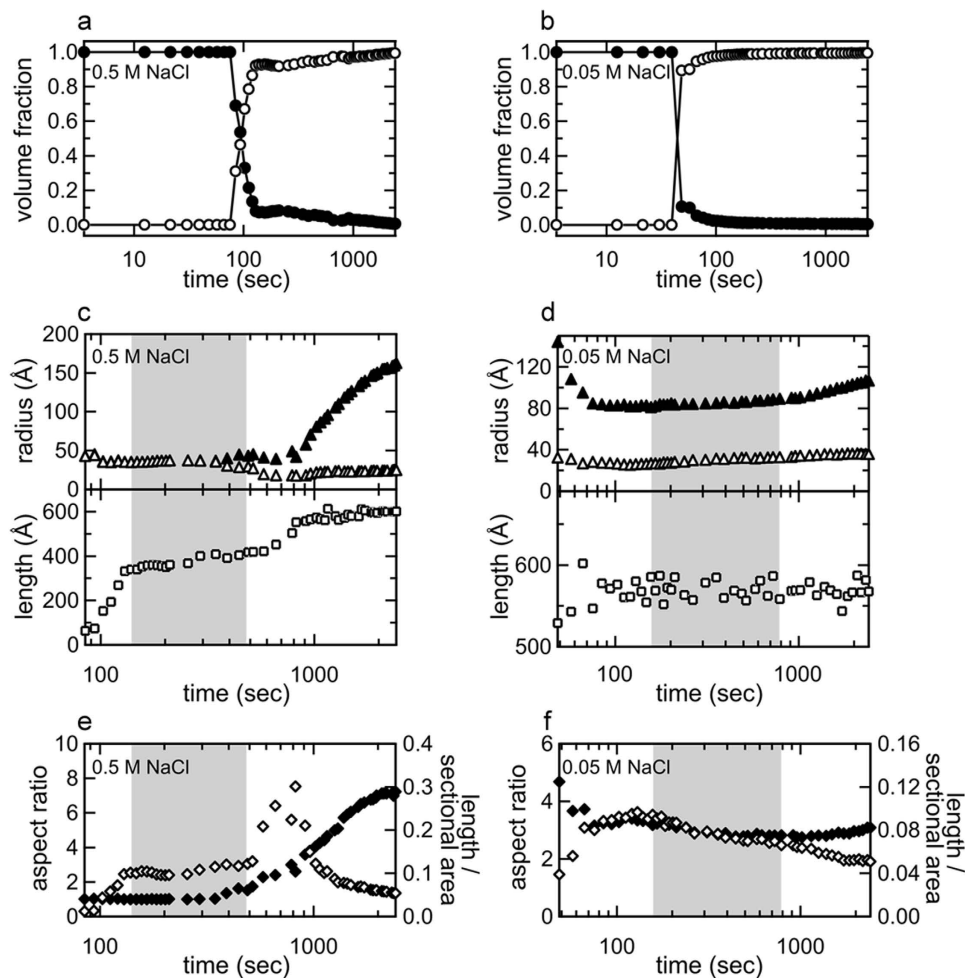 a
b
1.0
0.8
0.6
0.4
0.2
0.0
volume fraction
0.5 M NaCl
10
100
1000
time (sec)
1.0
0.8
0.6
0.4
0.2
0.0
volume fraction
0.05 M NaCl
10
100
1000
time (sec)
c
d
200
150
100
50
0
radius (Å)
0.5 M NaCl
600
400
200
0
length (Å)
100
1000
time (sec)
120
80
40
0
radius (Å)
0.05 M NaCl
600
500
length (Å)
100
1000
time (sec)
e
f
10
8
6
4
2
0
aspect ratio
0.5 M NaCl
0.4
0.3
0.2
0.1
0.0
length /
sectional area
100
1000
time (sec)
6
4
2
0
aspect ratio
0.05 M NaCl
0.16
0.12
0.08
0.04
0.00
length /
sectional area
100
1000
time (sec)